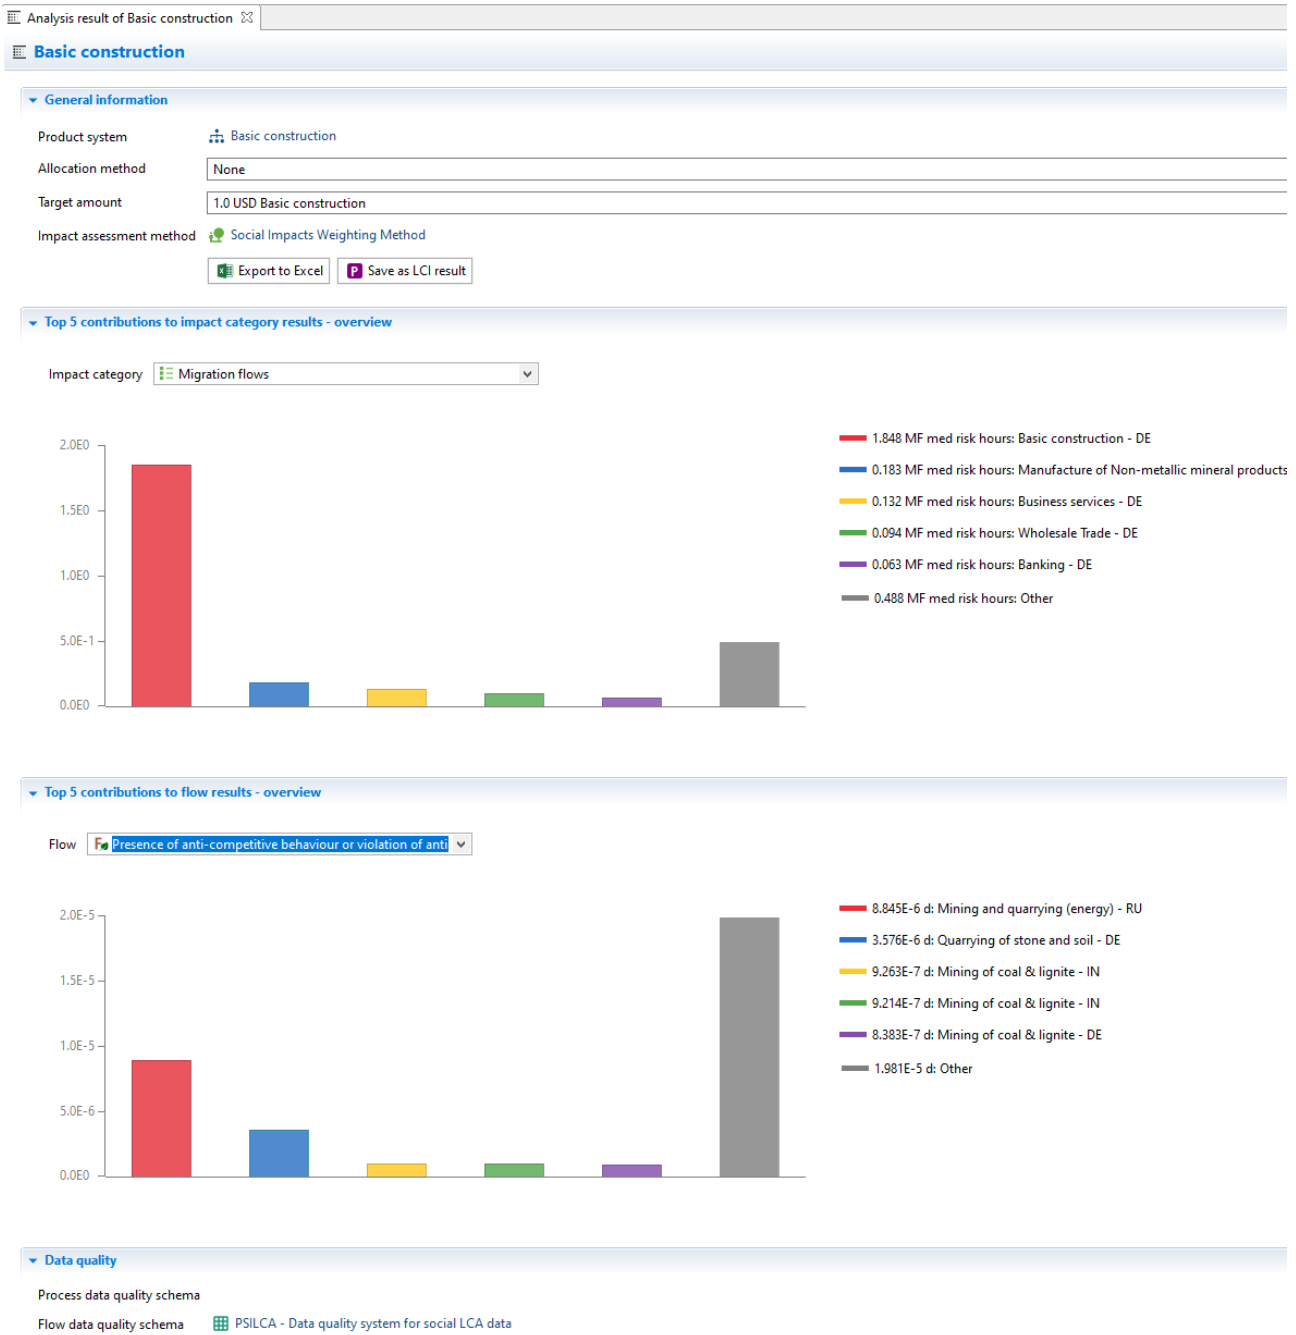 Analysis result of Basic construction
Basic construction
General information
Product system Basic construction
Allocation method None
Target amount 1.0 USD Basic construction
Impact assessment method Social Impacts Weighting Method
Export to Excel P Save as LCI result
Top 5 contributions to impact category results - overview
Impact category Migration flows
2.0E0
1.5E0
1.0E0
5.0E-1
0.0E0
1.848 MF med risk hours: Basic construction - DE
0.183 MF med risk hours: Manufacture of Non-metallic mineral products
0.132 MF med risk hours: Business services - DE
0.094 MF med risk hours: Wholesale Trade - DE
0.063 MF med risk hours: Banking - DE
0.488 MF med risk hours: Other
Top 5 contributions to flow results - overview
Flow Presence of anti-competitive behaviour or violation of anti
2.0E-5
1.5E-5
1.0E-5
5.0E-6
0.0E0
8.845E-6 d: Mining and quarrying (energy) - RU
3.576E-6 d: Quarrying of stone and soil - DE
9.263E-7 d: Mining of coal & lignite - IN
9.214E-7 d: Mining of coal & lignite - IN
8.383E-7 d: Mining of coal & lignite - DE
1.981E-5 d: Other
Data quality
Process data quality schema
Flow data quality schema PSILCA - Data quality system for social LCA data